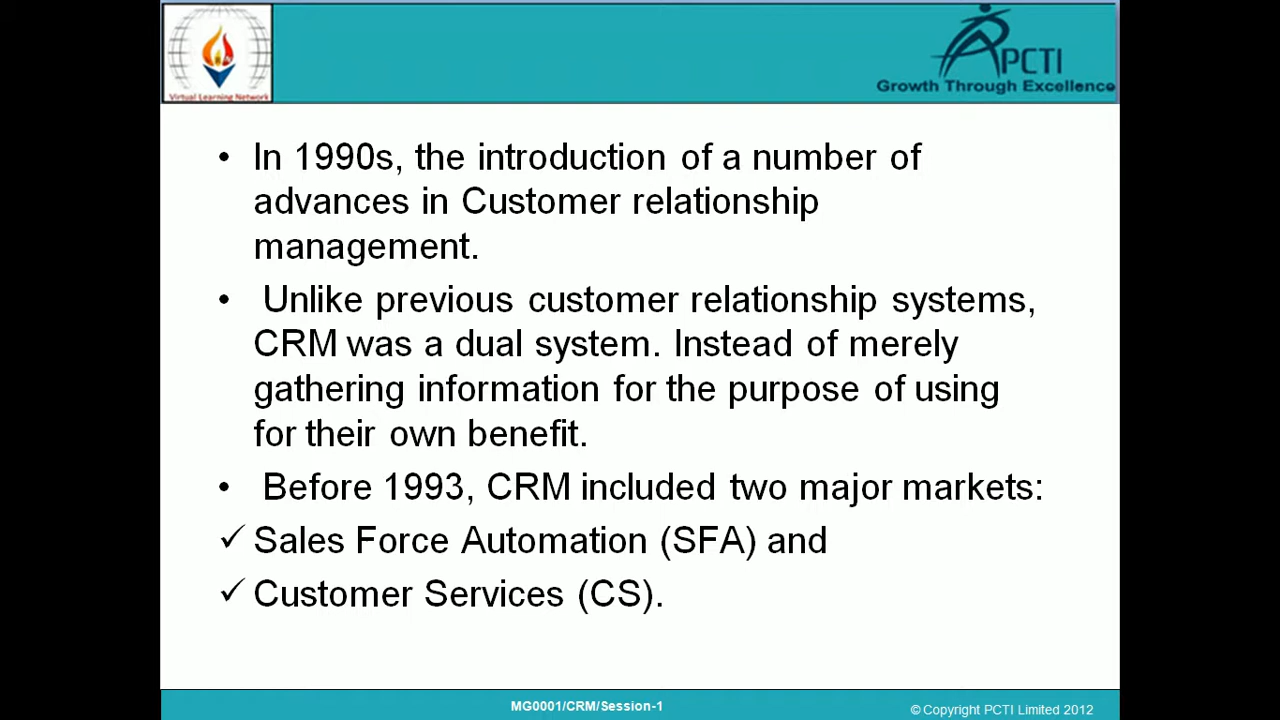 Virtual Learning Network
PCTI
Growth Through Excellence
• In 1990s, the introduction of a number of
advances in Customer relationship
management.
• Unlike previous customer relationship systems,
CRM was a dual system. Instead of merely
gathering information for the purpose of using
for their own benefit.
• Before 1993, CRM included two major markets:
✓ Sales Force Automation (SFA) and
✓ Customer Services (CS).
MG0001/CRM/Session-1
© Copyright PCTI Limited 2012